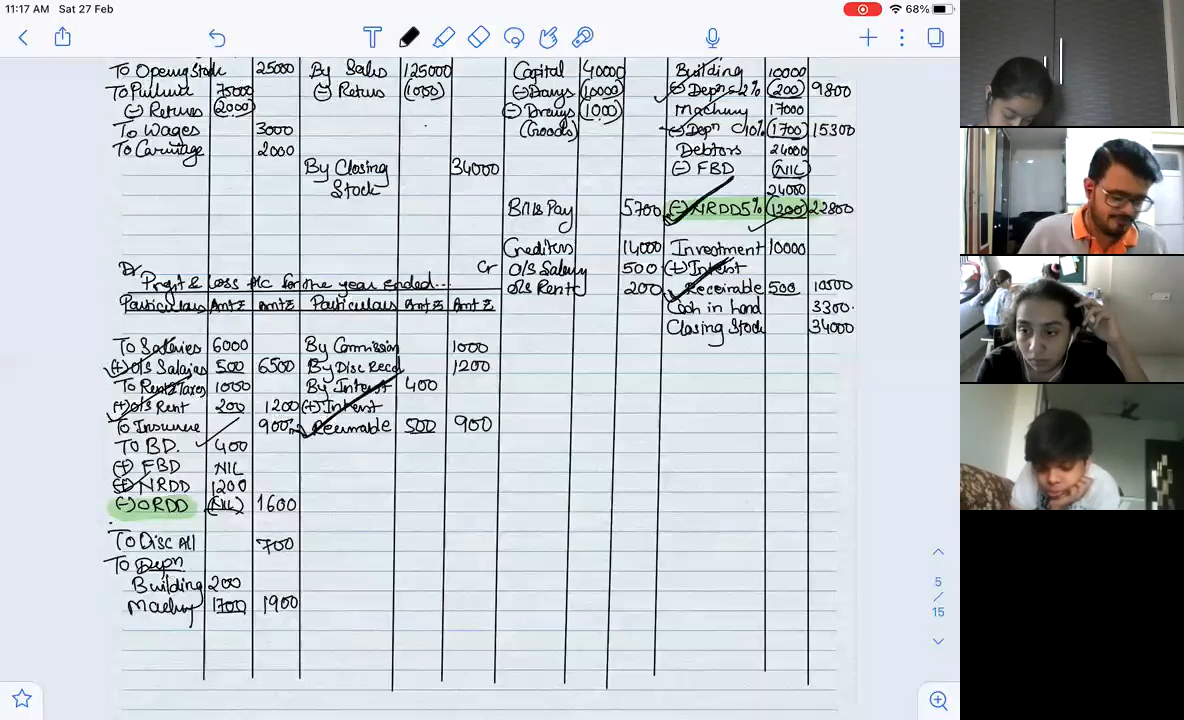 11:17 AM Sat 27 Feb
68%
To Opening Stock 25000 By Sales 125000
75000 (-) Returns (1000)
(-) Returns (2000)
To Wages 3000
To Carriage 2000
By Closing 34000
Stock
Capital 40000
(-) (10000)
(-) (1000)
(Goods)
Bills Pay 5700
Creditors 14000
O/S Salary 500
O/S Rent 200
Building 10000
(-) Depn 2% (200) 9800
17000
(-) Depn 10% (1700) 15300
Debtors 24000
(-) FBD (NIL)
24000
(-) NRDD 5% (1200) 22800
Investment 10000
(+) Interest
Receivable 500 10500
Cash in hand 3300
Closing Stock 34000
Dr Cr
Profit & Loss A/c for the year ended...
Particulars Amt ₹ Amt ₹ Particulars Amt ₹ Amt ₹
To Salaries 6000 By Commission 1000
(+) O/S Salaries 500 6500 By Disc Recd 1200
To Rent & Taxes 1000 By Interest 400
(+) O/S Rent 200 1200 (+) Interest
To 900 Receivable 500 900
To BD. 400
(+) FBD NIL
(+) NRDD 1200
(-) ORDD (NIL) 1600
To Disc All 700
To Depn
Building 200
1700 1900
5
/
15